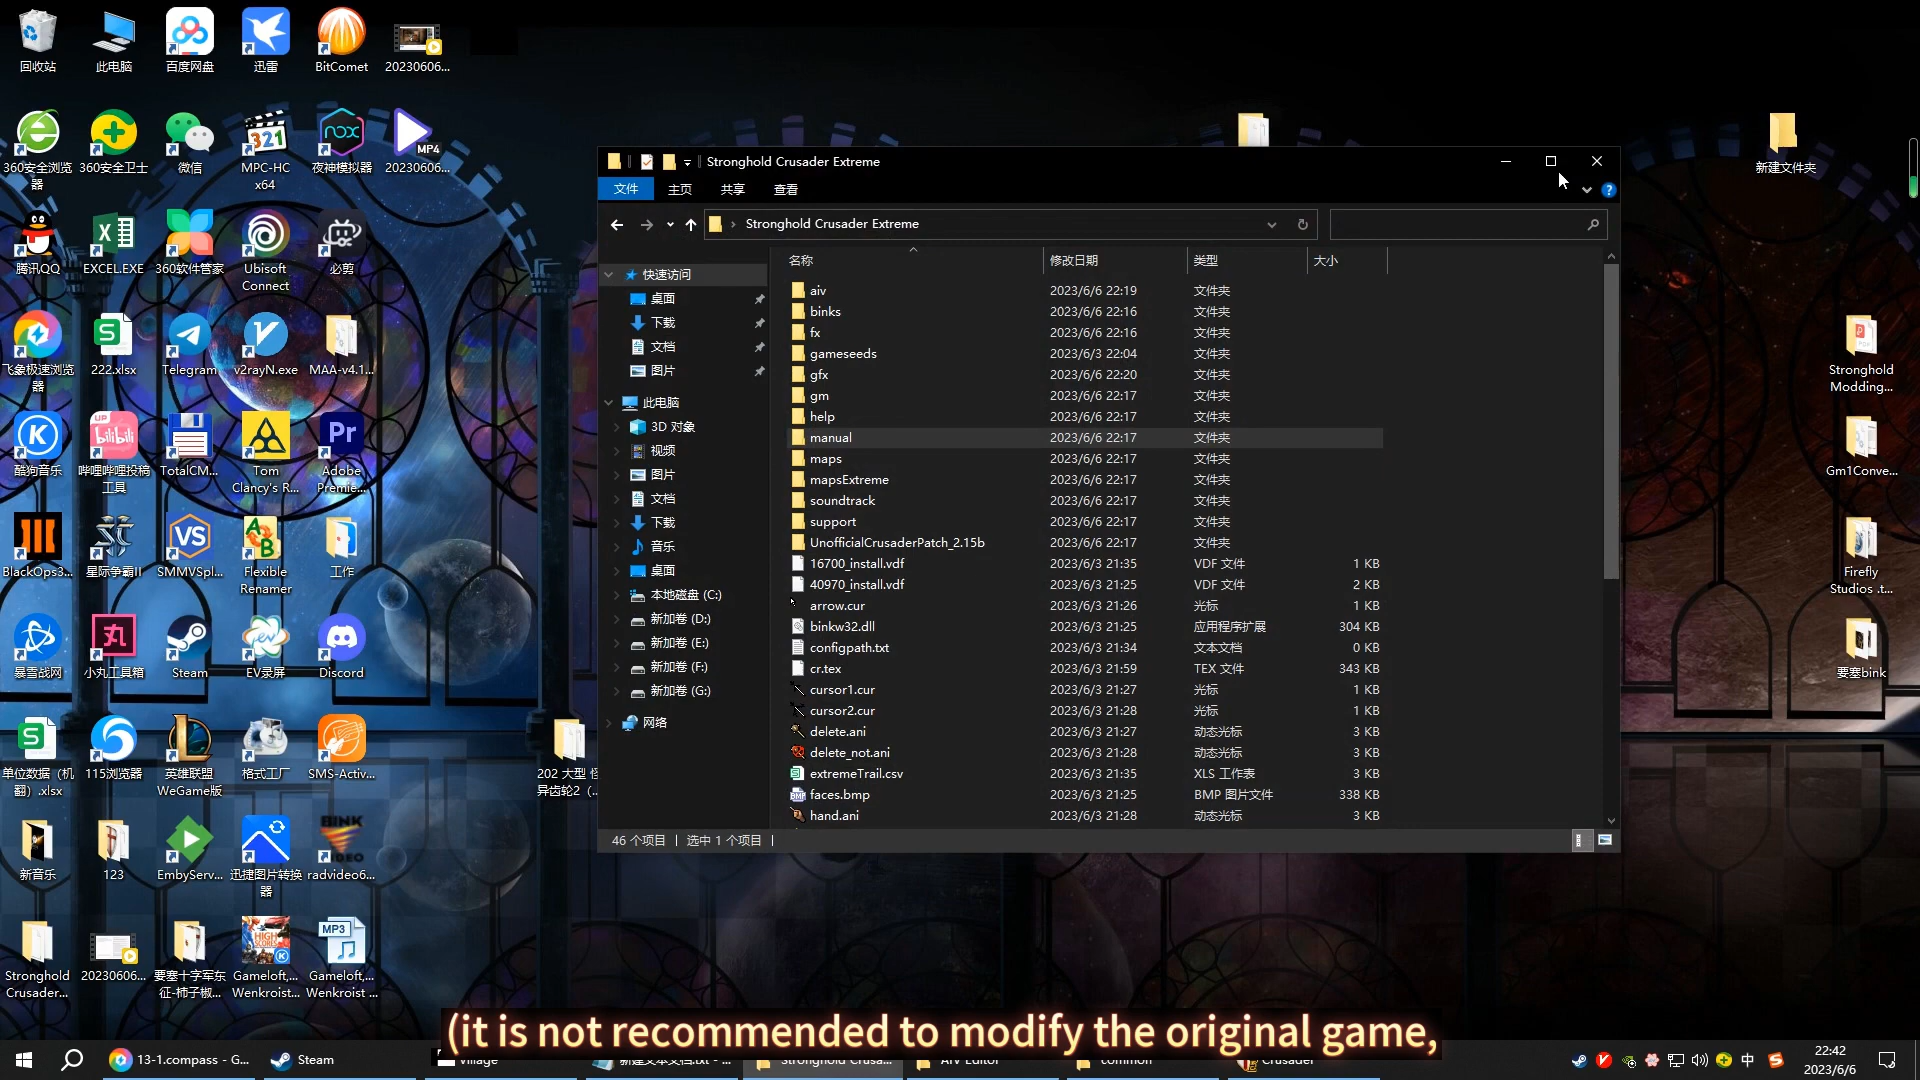 回收站
此电脑
百度网盘
迅雷
BitComet
20230606...
360安全浏览
器
360安全卫士
微信
MPC-HC
x64
夜神模拟器
MP4
20230606...
腾讯QQ
EXCEL.EXE
360软件管家
Ubisoft
Connect
必剪
飞象极速浏览
器
222.xlsx
Telegram
v2rayN.exe
MAA-v4.1...
酷狗音乐
哔哩哔哩投稿
工具
TotalCM...
Tom
Clancy's R...
Adobe
Premie...
BlackOps3...
星际争霸II
SMMVSpl...
Flexible
Renamer
工作
暴雪战网
小丸工具箱
Steam
EV录屏
Discord
单位数据（机
翻）.xlsx
115浏览器
英雄联盟
WeGame版
格式工厂
SMS-Activ...
202 大型 怪
异齿轮2（...
新音乐
123
EmbyServ...
迅捷图片转换
器
radvideo6...
Stronghold
Crusader...
20230606...
要塞十字军东
征-柿子椒...
Gameloft,...
Wenkroist...
MP3
Gameloft,...
Wenkroist ...
新建文件夹
Stronghold
Modding...
Gm1Conve...
Firefly
Studios .t...
要塞bink
Stronghold Crusader Extreme
文件 主页 共享 查看
Stronghold Crusader Extreme
名称 修改日期 类型 大小
快速访问
桌面
下载
文档
图片
此电脑
3D 对象
视频
图片
文档
下载
音乐
桌面
本地磁盘 (C:)
新加卷 (D:)
新加卷 (E:)
新加卷 (F:)
新加卷 (G:)
网络
aiv 2023/6/6 22:19 文件夹
binks 2023/6/6 22:16 文件夹
fx 2023/6/6 22:16 文件夹
gameseeds 2023/6/3 22:04 文件夹
gfx 2023/6/6 22:20 文件夹
gm 2023/6/6 22:17 文件夹
help 2023/6/6 22:17 文件夹
manual 2023/6/6 22:17 文件夹
maps 2023/6/6 22:17 文件夹
mapsExtreme 2023/6/6 22:17 文件夹
soundtrack 2023/6/6 22:17 文件夹
support 2023/6/6 22:17 文件夹
UnofficialCrusaderPatch_2.15b 2023/6/6 22:17 文件夹
16700_install.vdf 2023/6/3 21:35 VDF 文件 1 KB
40970_install.vdf 2023/6/3 21:25 VDF 文件 2 KB
arrow.cur 2023/6/3 21:26 光标 1 KB
binkw32.dll 2023/6/3 21:25 应用程序扩展 304 KB
configpath.txt 2023/6/3 21:34 文本文档 0 KB
cr.tex 2023/6/3 21:59 TEX 文件 343 KB
cursor1.cur 2023/6/3 21:27 光标 1 KB
cursor2.cur 2023/6/3 21:28 光标 1 KB
delete.ani 2023/6/3 21:27 动态光标 3 KB
delete_not.ani 2023/6/3 21:28 动态光标 3 KB
extremeTrail.csv 2023/6/3 21:35 XLS 工作表 3 KB
faces.bmp 2023/6/3 21:25 BMP 图片文件 338 KB
hand.ani 2023/6/3 21:28 动态光标 3 KB
46 个项目 选中 1 个项目
(it is not recommended to modify the original game,
13-1.compass - G...
Steam
Village
新建文本文档.txt - ...
Stronghold Crusa...
AIV Editor
common
Crusader
中
22:42
2023/6/6